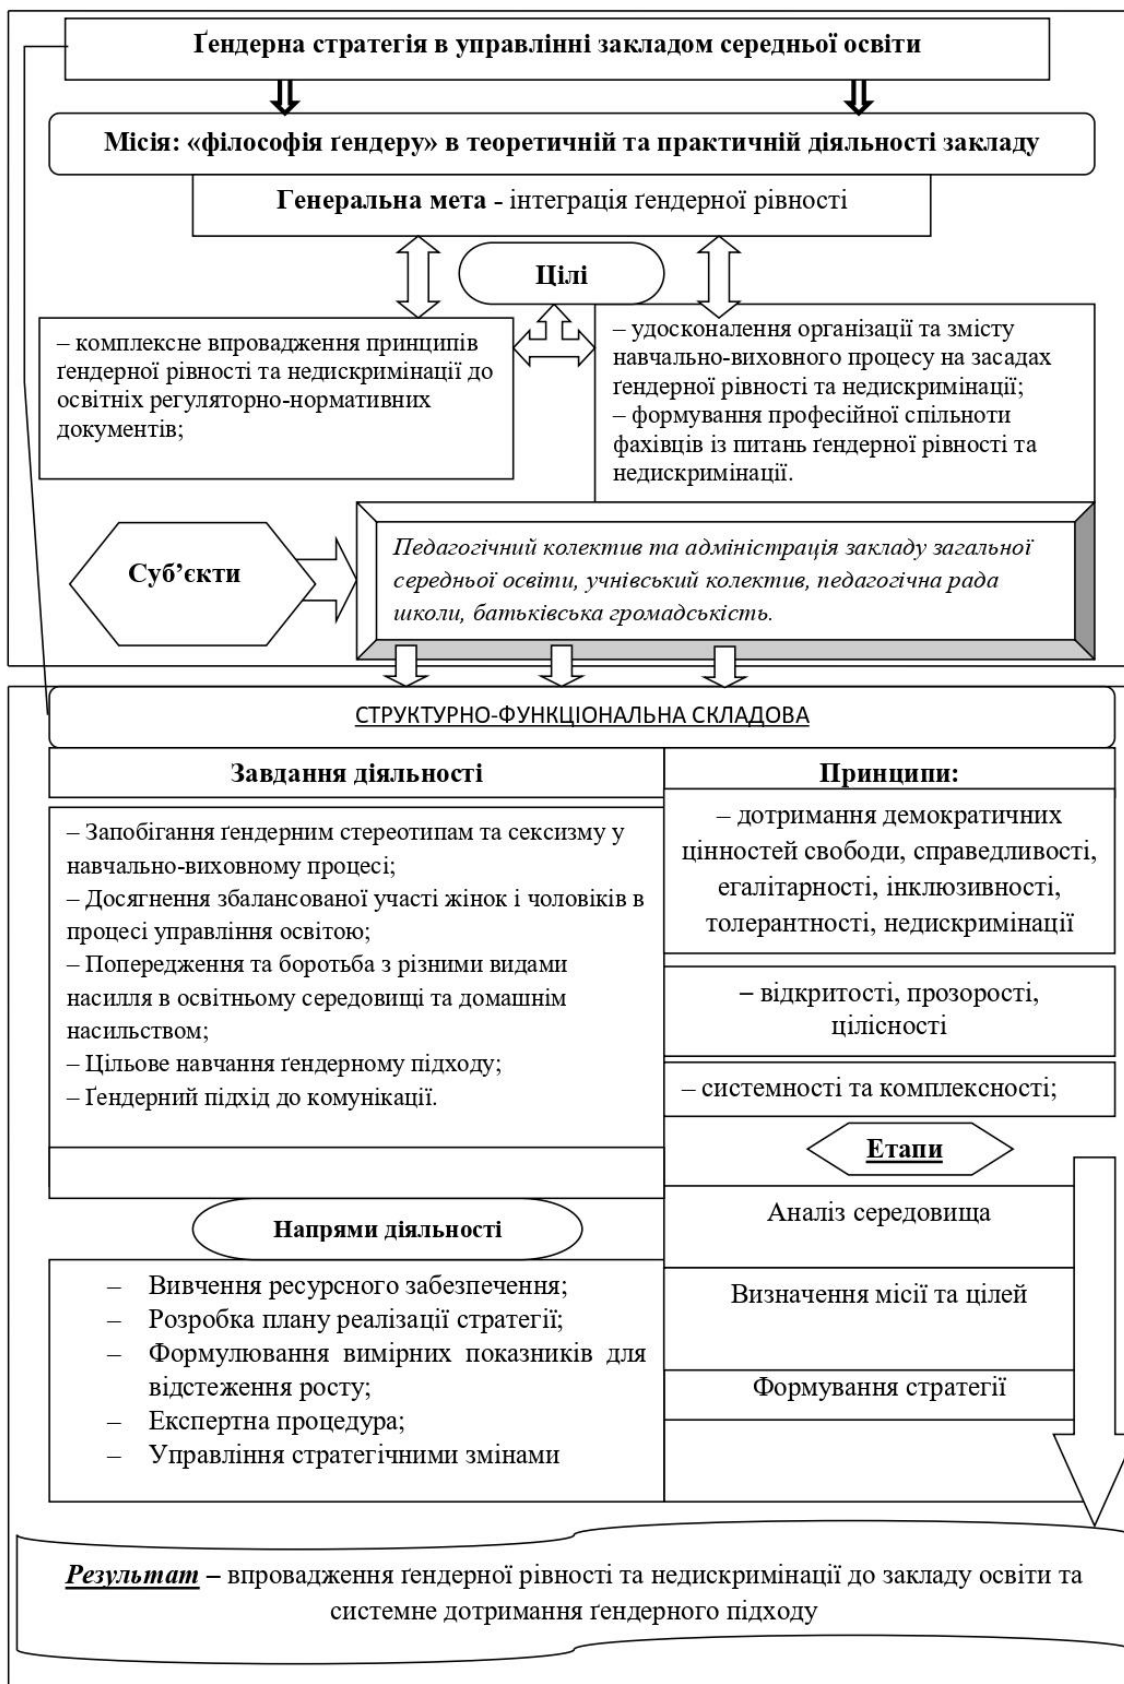 Ґендерна стратегія в управлінні закладом середньої освіти
Місія: «філософія ґендеру» в теоретичній та практичній діяльності закладу
Генеральна мета - інтеграція ґендерної рівності
Цілі
– комплексне впровадження принципів
ґендерної рівності та недискримінації до
освітніх регуляторно-нормативних
документів;
– удосконалення організації та змісту
навчально-виховного процесу на засадах
ґендерної рівності та недискримінації;
– формування професійної спільноти
фахівців із питань ґендерної рівності та
недискримінації.
Суб’єкти
Педагогічний колектив та адміністрація закладу загальної
середньої освіти, учнівський колектив, педагогічна рада
школи, батьківська громадськість.
СТРУКТУРНО-ФУНКЦІОНАЛЬНА СКЛАДОВА
Завдання діяльності
– Запобігання ґендерним стереотипам та сексизму у
навчально-виховному процесі;
– Досягнення збалансованої участі жінок і чоловіків в
процесі управління освітою;
– Попередження та боротьба з різними видами
насилля в освітньому середовищі та домашнім
насильством;
– Цільове навчання ґендерному підходу;
– Ґендерний підхід до комунікації.
Принципи:
– дотримання демократичних
цінностей свободи, справедливості,
егалітарності, інклюзивності,
толерантності, недискримінації
– відкритості, прозорості,
цілісності
– системності та комплексності;
Напрями діяльності
– Вивчення ресурсного забезпечення;
– Розробка плану реалізації стратегії;
– Формулювання вимірних показників для
відстеження росту;
– Експертна процедура;
– Управління стратегічними змінами
Етапи
Аналіз середовища
Визначення місії та цілей
Формування стратегії
Результат – впровадження ґендерної рівності та недискримінації до закладу освіти та
системне дотримання ґендерного підходу